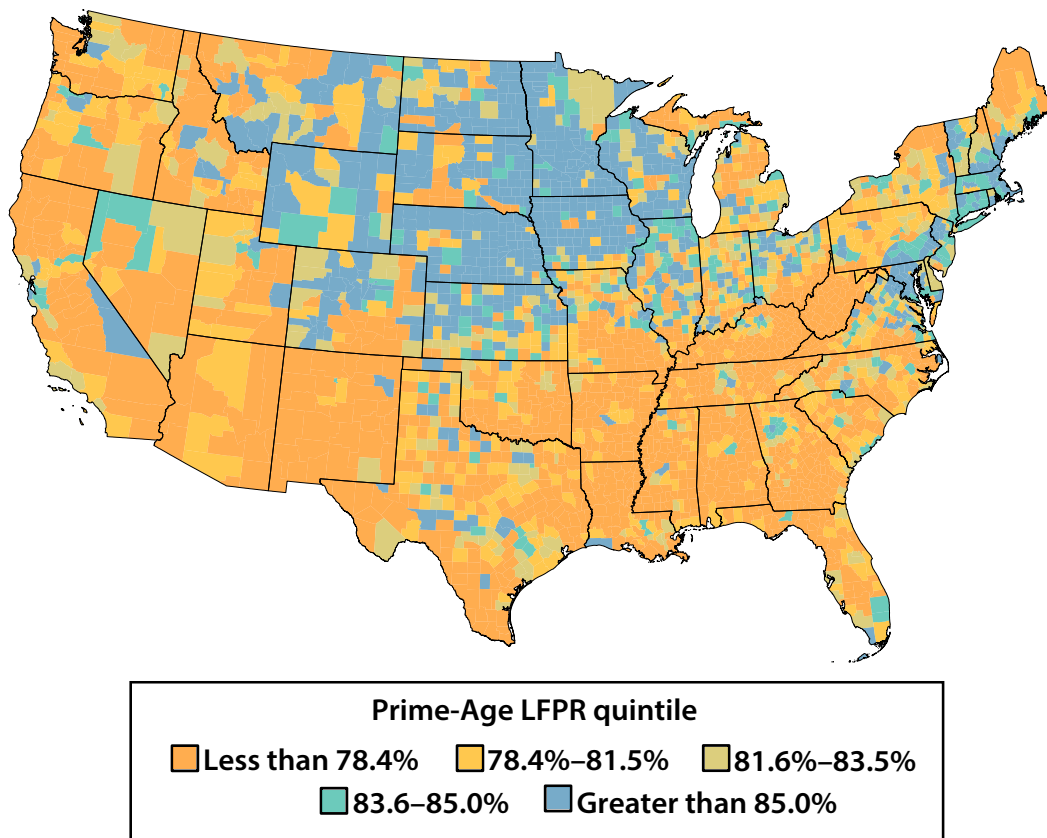 Prime-Age LFPR quintile
Less than 78.4% 78.4%–81.5% 81.6%–83.5%
83.6–85.0% Greater than 85.0%